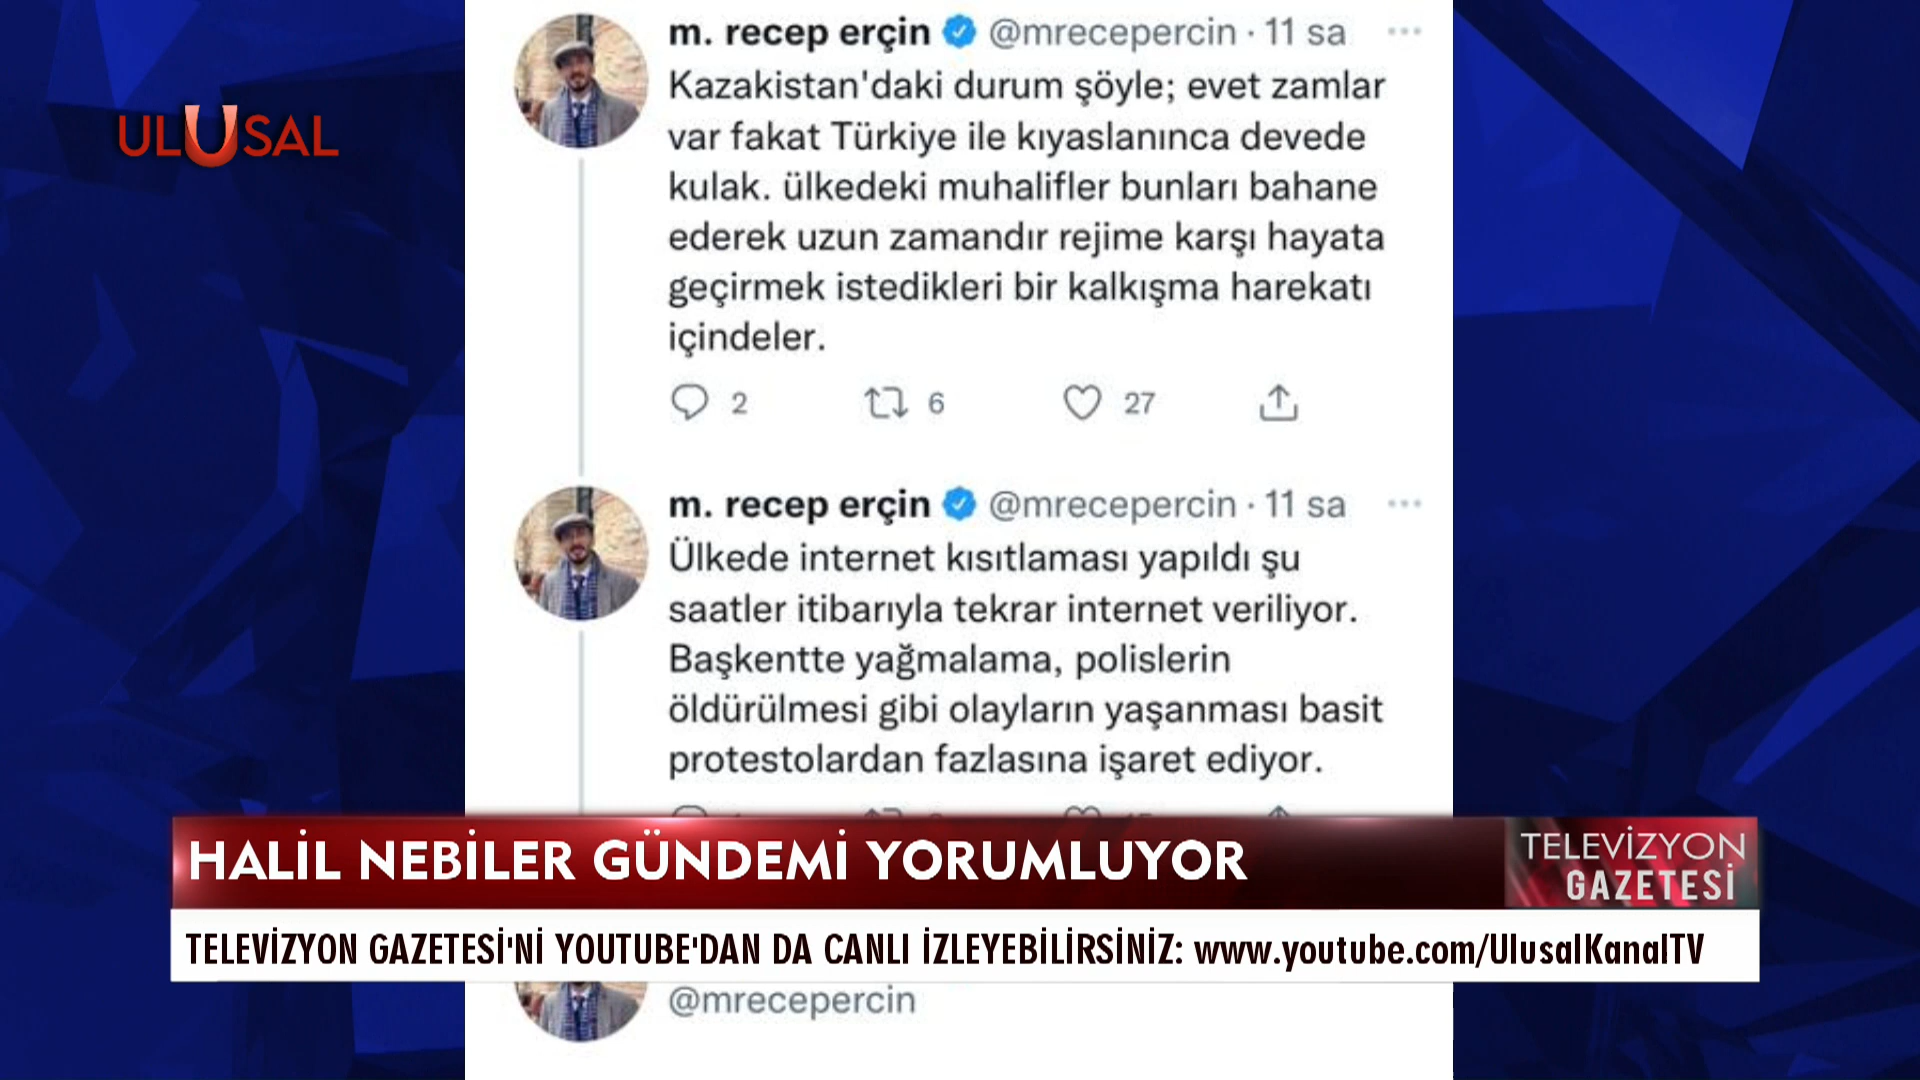 m. recep erçin @mrecepercin · 11 sa
Kazakistan'daki durum şöyle; evet zamlar
var fakat Türkiye ile kıyaslanınca devede
kulak. ülkedeki muhalifler bunları bahane
ederek uzun zamandır rejime karşı hayata
geçirmek istedikleri bir kalkışma harekatı
içindeler.
2 6 27
ULUSAL
m. recep erçin @mrecepercin · 11 sa
Ülkede internet kısıtlaması yapıldı şu
saatler itibarıyla tekrar internet veriliyor.
Başkentte yağmalama, polislerin
öldürülmesi gibi olayların yaşanması basit
protestolardan fazlasına işaret ediyor.
HALİL NEBİLER GÜNDEMİ YORUMLUYOR
TELEVİZYON
GAZETESİ
TELEVİZYON GAZETESİ'Nİ YOUTUBE'DAN DA CANLI İZLEYEBİLİRSİNİZ: www.youtube.com/UlusalKanalTV
@mrecepercin